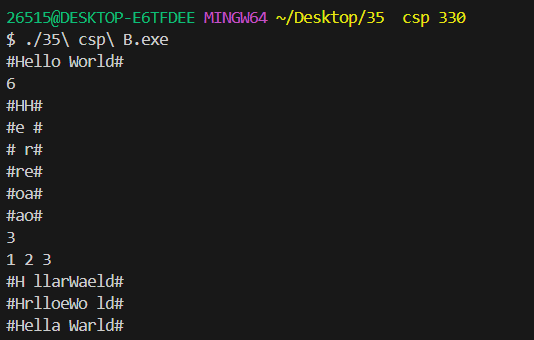 26515@DESKTOP-E6TFDEE MINGW64 ~/Desktop/35  csp 330
$ ./35\ csp\ B.exe
#Hello World#
6
#HH#
#e #
# r#
#re#
#oa#
#ao#
3
1 2 3
#H llarWaeld#
#HrlloeWo ld#
#Hella Warld#